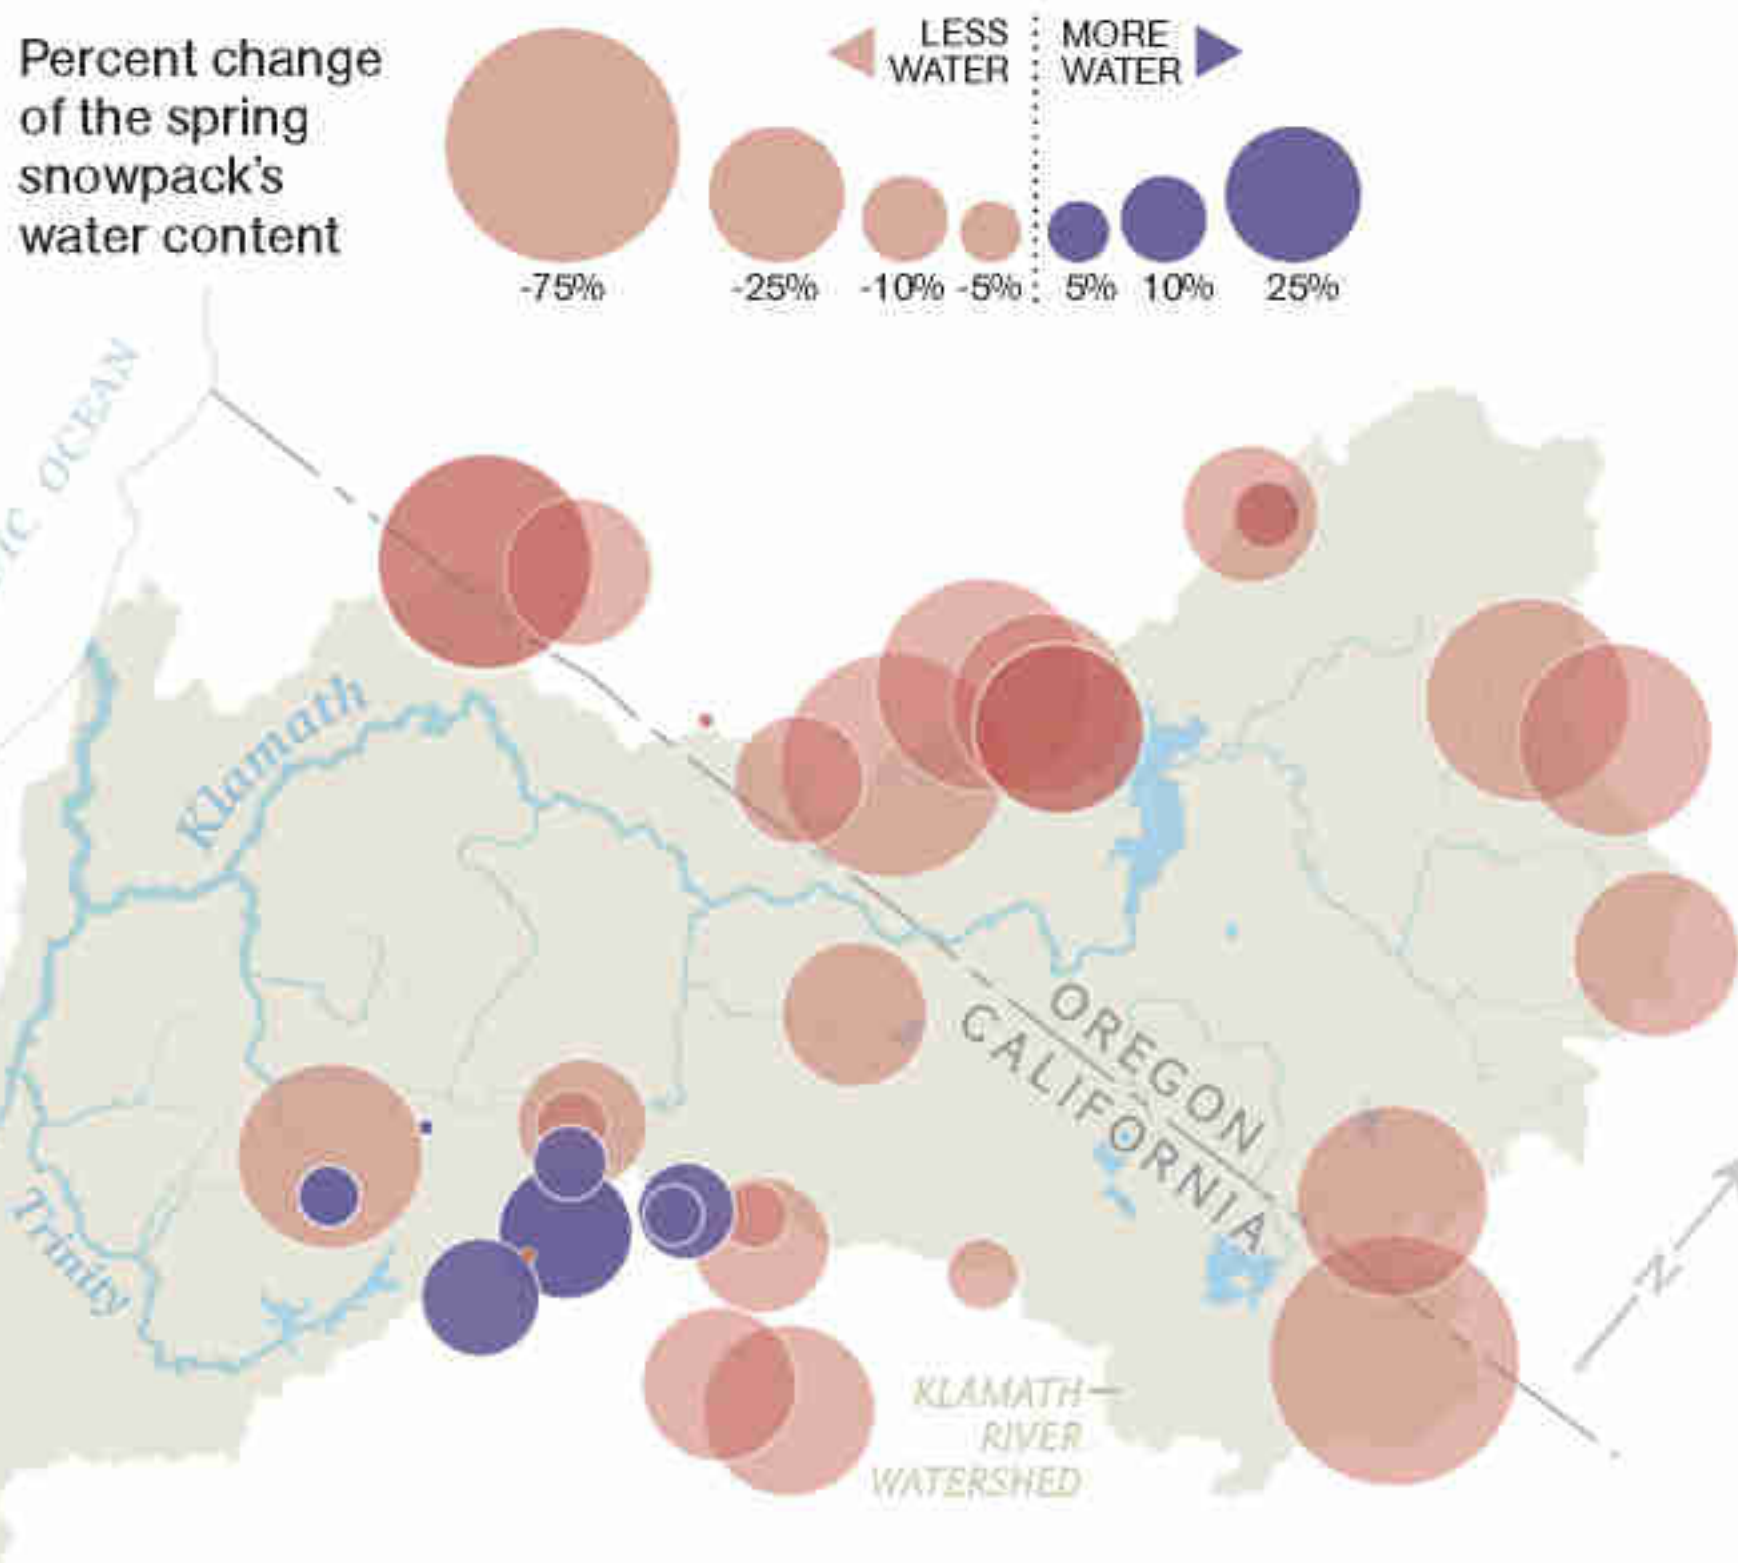 Percent change
of the spring
snowpack's
water content
LESS
WATER
MORE
WATER
-75%
-25%
-10%
-5%
5%
10%
25%
OCEAN
Klamath
OREGON
CALIFORNIA
Trinity
N
KLAMATH
RIVER
WATERSHED